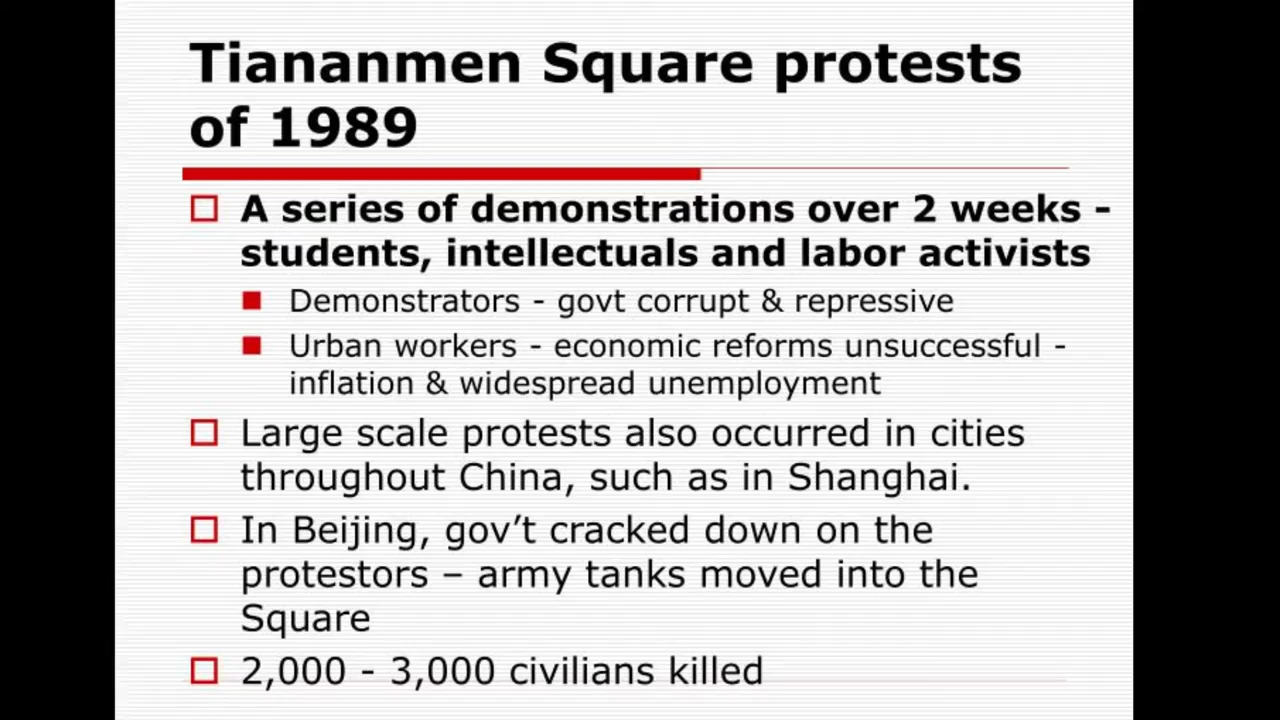 Tiananmen Square protests
of 1989
A series of demonstrations over 2 weeks -
students, intellectuals and labor activists
Demonstrators - govt corrupt & repressive
Urban workers - economic reforms unsuccessful -
inflation & widespread unemployment
Large scale protests also occurred in cities
throughout China, such as in Shanghai.
In Beijing, gov’t cracked down on the
protestors – army tanks moved into the
Square
2,000 - 3,000 civilians killed